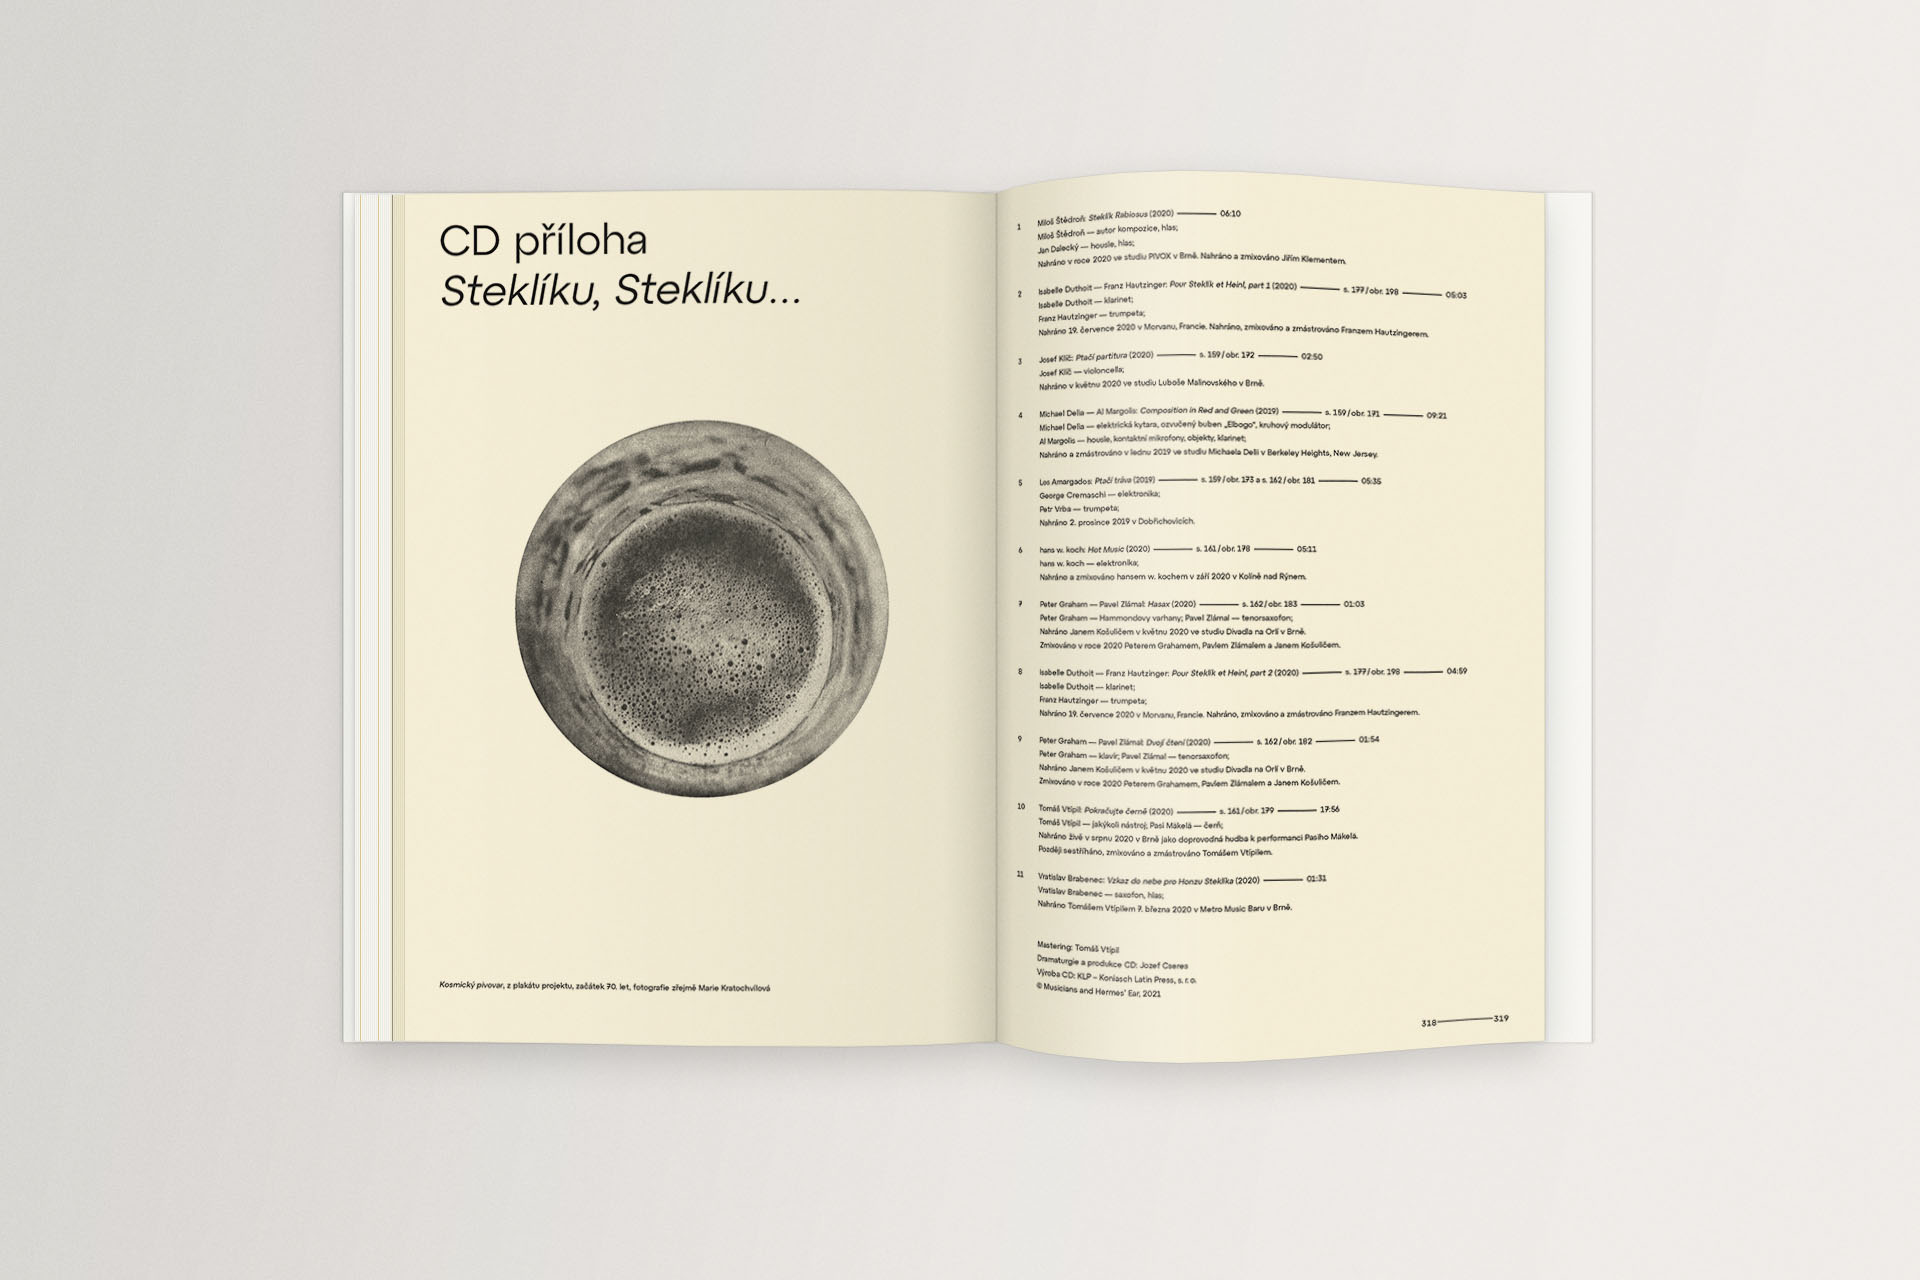 CD příloha
Steklíku, Steklíku...
Kosmický pivovar, z plakátu projektu, začátek 70. let, fotografie zřejmě Marie Kratochvílová
1 Miloš Štědroň: Steklík Rabiosus (2020) —— 06:10
Miloš Štědroň — autor kompozice, hlas;
Jan Dalecký — housle, hlas;
Nahráno v roce 2020 ve studiu PIVOX v Brně. Nahráno a zmixováno Jiřím Klementem.
2 Isabelle Duthoit — Franz Hautzinger: Pour Steklík et Heinl, part 1 (2020) —— s. 177/obr. 198 —— 05:03
Isabelle Duthoit — klarinet;
Franz Hautzinger — trumpeta;
Nahráno 19. července 2020 v Morvanu, Francie. Nahráno, zmixováno a zmástrováno Franzem Hautzingerem.
3 Josef Klíč: Ptačí partitura (2020) —— s. 159/obr. 172 —— 02:50
Josef Klíč — violoncello;
Nahráno v květnu 2020 ve studiu Luboše Malinovského v Brně.
4 Michael Delia — Al Margolis: Composition in Red and Green (2019) —— s. 159/obr. 171 —— 09:21
Michael Delia — elektrická kytara, ozvučený buben „Elbogo“, kruhový modulátor;
Al Margolis — housle, kontaktní mikrofony, objekty, klarinet;
Nahráno a zmástrováno v lednu 2019 ve studiu Michaela Delii v Berkeley Heights, New Jersey.
5 Los Amargados: Ptačí tráva (2019) —— s. 159/obr. 173 a s. 162/obr. 181 —— 05:35
George Cremaschi — elektronika;
Petr Vrba — trumpeta;
Nahráno 2. prosince 2019 v Dobřichovicích.
6 hans w. koch: Hot Music (2020) —— s. 161/obr. 178 —— 05:11
hans w. koch — elektronika;
Nahráno a zmixováno hansem w. kochem v září 2020 v Kolíně nad Rýnem.
7 Peter Graham — Pavel Zlámal: Hasax (2020) —— s. 162/obr. 183 —— 01:03
Peter Graham — Hammondovy varhany; Pavel Zlámal — tenorsaxofon;
Nahráno Janem Košuličem v květnu 2020 ve studiu Divadla na Orlí v Brně.
Zmixováno v roce 2020 Peterem Grahamem, Pavlem Zlámalem a Janem Košuličem.
8 Isabelle Duthoit — Franz Hautzinger: Pour Steklík et Heinl, part 2 (2020) —— s. 177/obr. 198 —— 04:59
Isabelle Duthoit — klarinet;
Franz Hautzinger — trumpeta;
Nahráno 19. července 2020 v Morvanu, Francie. Nahráno, zmixováno a zmástrováno Franzem Hautzingerem.
9 Peter Graham — Pavel Zlámal: Dvojí čtení (2020) —— s. 162/obr. 182 —— 01:54
Peter Graham — klavír; Pavel Zlámal — tenorsaxofon;
Nahráno Janem Košuličem v květnu 2020 ve studiu Divadla na Orlí v Brně.
Zmixováno v roce 2020 Peterem Grahamem, Pavlem Zlámalem a Janem Košuličem.
10 Tomáš Vtípil: Pokračujte černě (2020) —— s. 161/obr. 179 —— 17:56
Tomáš Vtípil — jakýkoli nástroj; Pasi Mäkelä — čerň;
Nahráno živě v srpnu 2020 v Brně jako doprovodná hudba k performanci Pasiho Mäkelä.
Později sestříháno, zmixováno a zmástrováno Tomášem Vtípilem.
11 Vratislav Brabenec: Vzkaz do nebe pro Honzu Steklíka (2020) —— 01:31
Vratislav Brabenec — saxofon, hlas;
Nahráno Tomášem Vtípilem 7. března 2020 v Metro Music Baru v Brně.
Mastering: Tomáš Vtípil
Dramaturgie a produkce CD: Jozef Cseres
Výroba CD: KLP – Koniasch Latin Press, s. r. o.
© Musicians and Hermes' Ear, 2021
318 —— 319